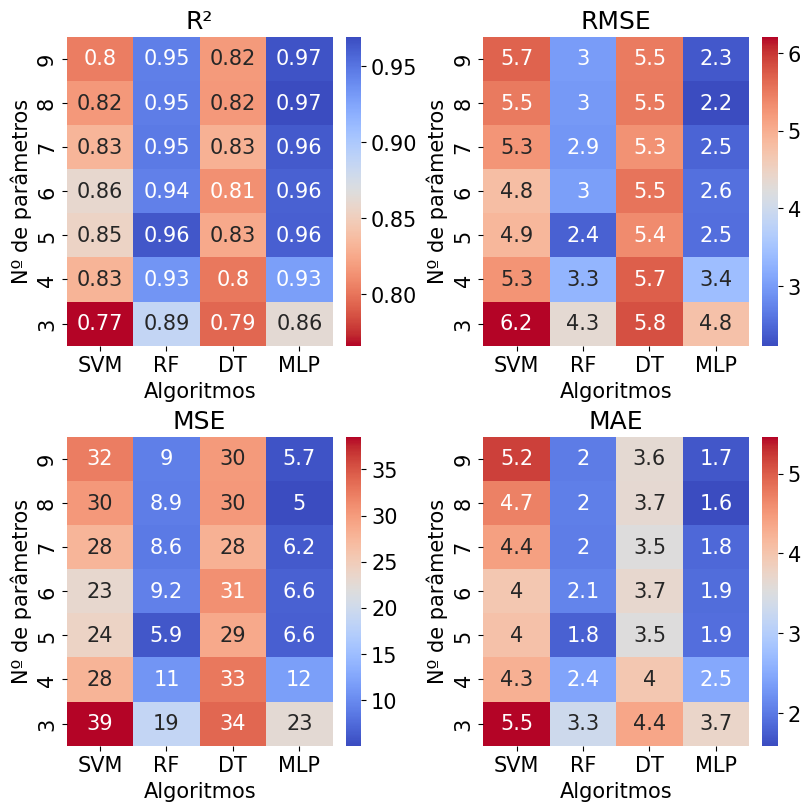 R²
Nº de parâmetros
9 0.8 0.95 0.82 0.97
8 0.82 0.95 0.82 0.97
7 0.83 0.95 0.83 0.96
6 0.86 0.94 0.81 0.96
5 0.85 0.96 0.83 0.96
4 0.83 0.93 0.8 0.93
3 0.77 0.89 0.79 0.86
SVM RF DT MLP
Algoritmos
0.95
0.90
0.85
0.80
RMSE
Nº de parâmetros
9 5.7 3 5.5 2.3
8 5.5 3 5.5 2.2
7 5.3 2.9 5.3 2.5
6 4.8 3 5.5 2.6
5 4.9 2.4 5.4 2.5
4 5.3 3.3 5.7 3.4
3 6.2 4.3 5.8 4.8
SVM RF DT MLP
Algoritmos
6
5
4
3
MSE
Nº de parâmetros
9 32 9 30 5.7
8 30 8.9 30 5
7 28 8.6 28 6.2
6 23 9.2 31 6.6
5 24 5.9 29 6.6
4 28 11 33 12
3 39 19 34 23
SVM RF DT MLP
Algoritmos
35
30
25
20
15
10
MAE
Nº de parâmetros
9 5.2 2 3.6 1.7
8 4.7 2 3.7 1.6
7 4.4 2 3.5 1.8
6 4 2.1 3.7 1.9
5 4 1.8 3.5 1.9
4 4.3 2.4 4 2.5
3 5.5 3.3 4.4 3.7
SVM RF DT MLP
Algoritmos
5
4
3
2